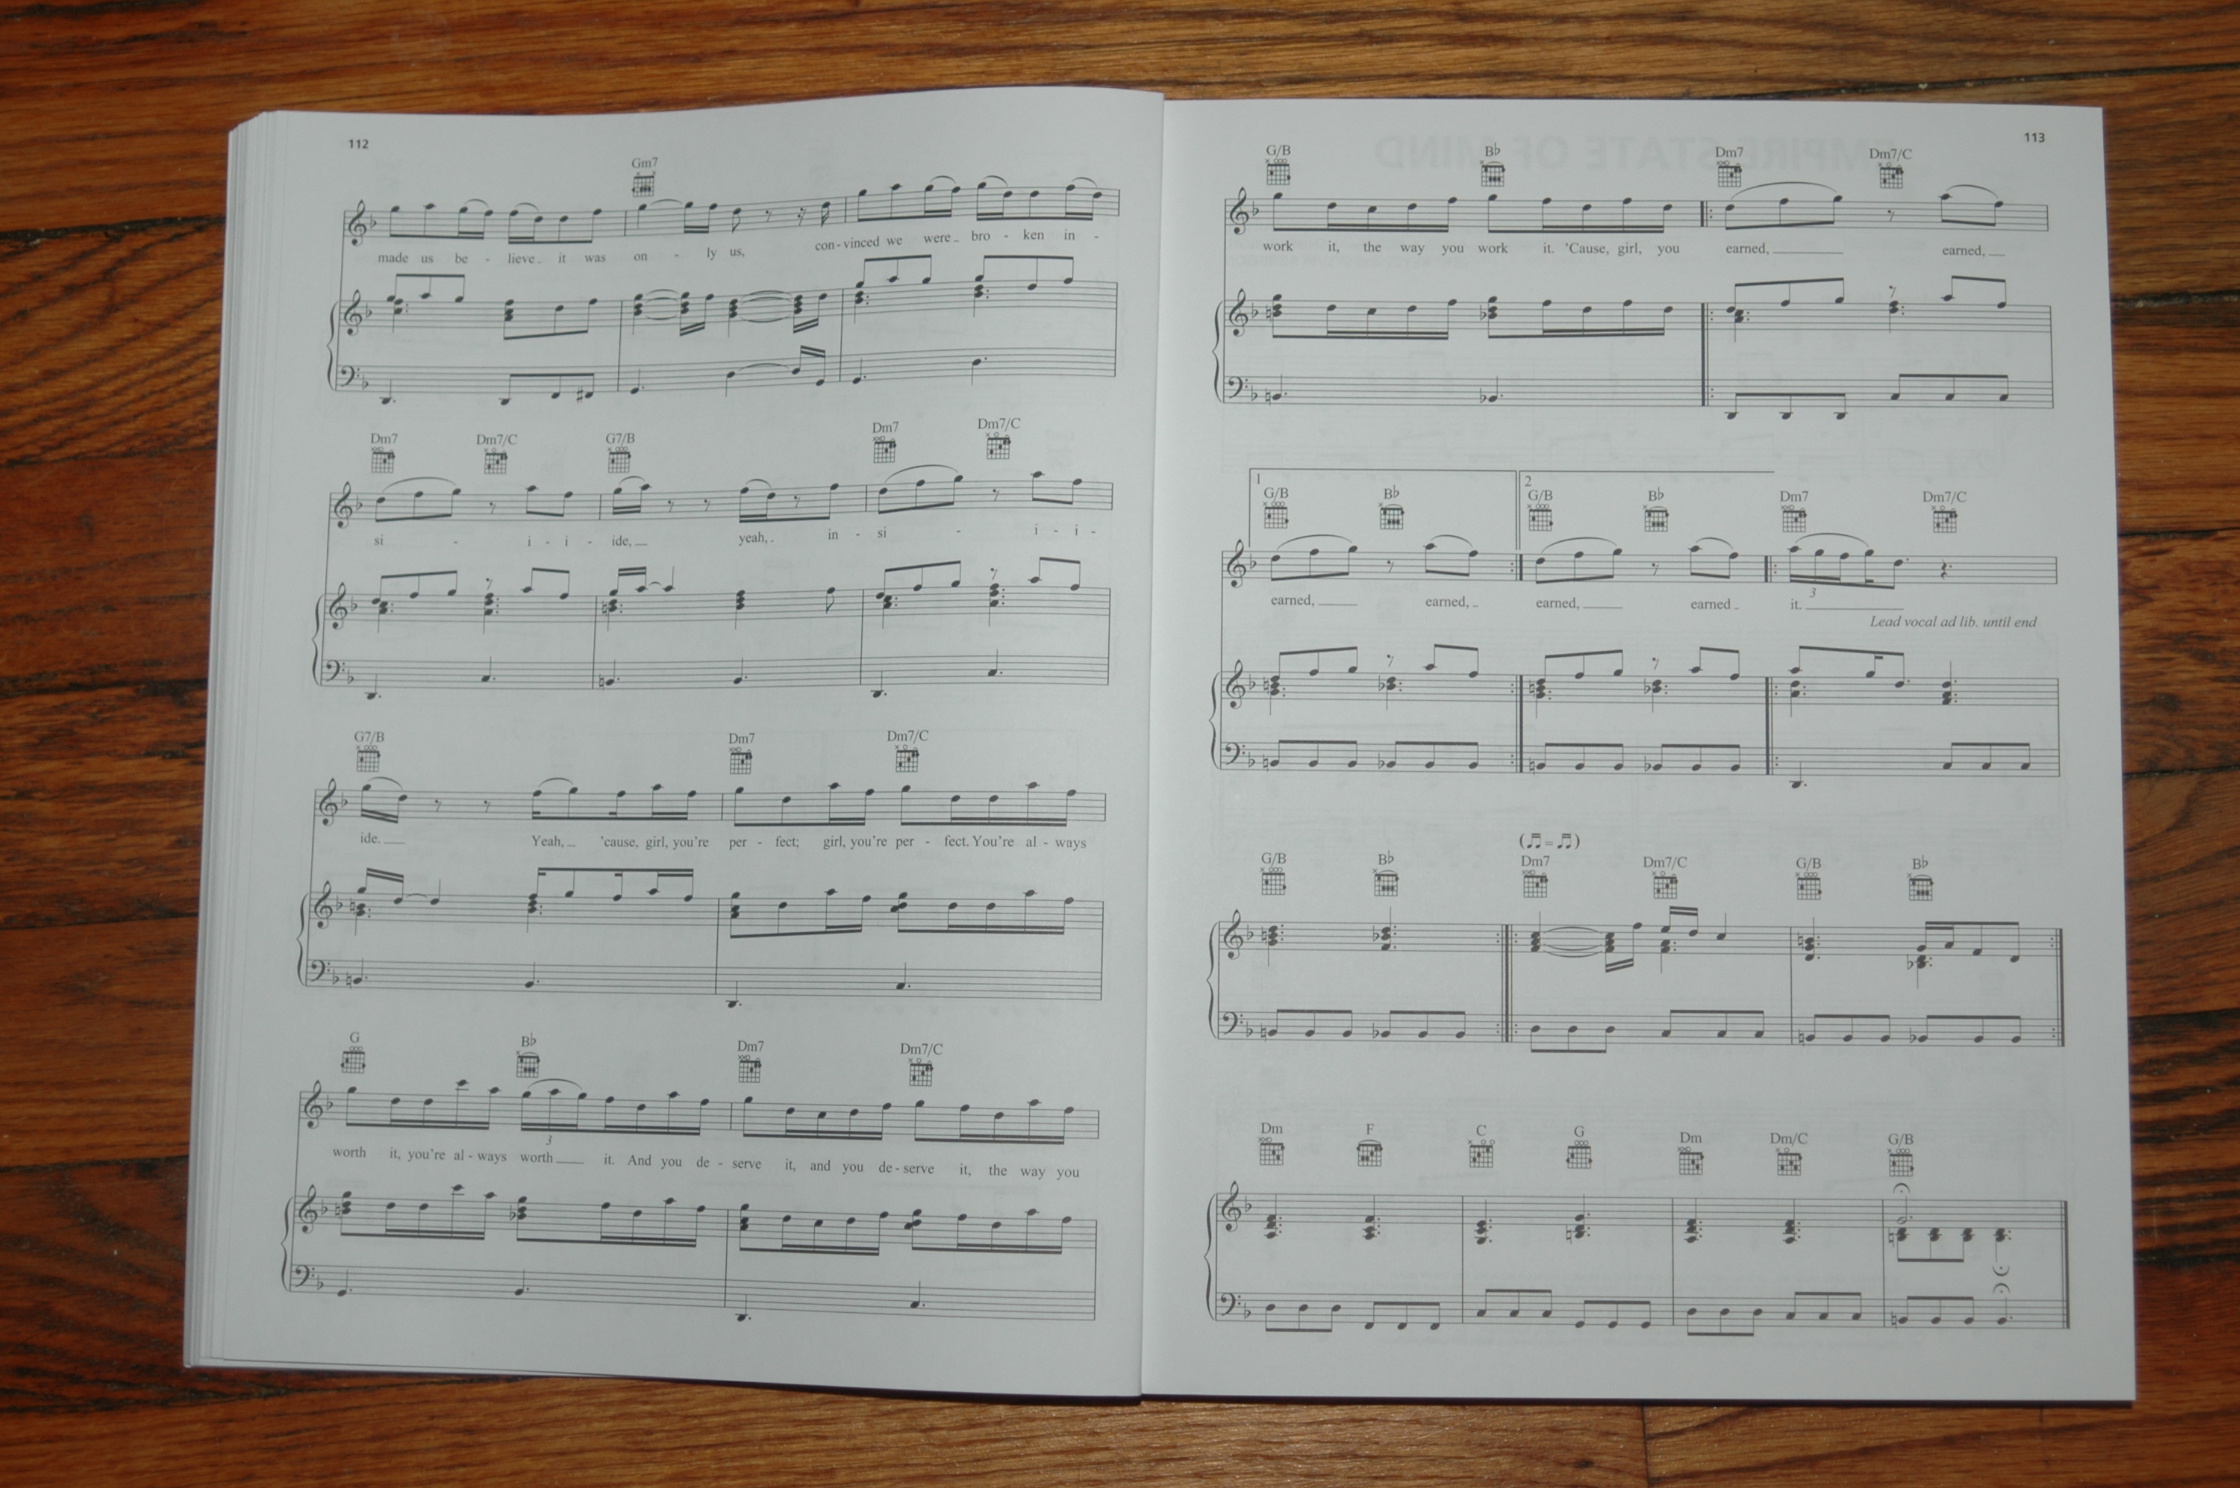 112
Gm7
made us be - lieve. it was on - ly us, con - vinced we were bro - ken in -
Dm7 Dm7/C G7/B Dm7 Dm7/C
si - i - i - ide, yeah, in - si - i - i -
G7/B Dm7 Dm7/C
ide. Yeah, 'cause, girl, you're per - fect; girl, you're per - fect. You're al - ways
3
G B♭ Dm7 Dm7/C
3
worth it, you're al - ways worth it. And you de - serve it, and you de - serve it, the way you
113
EMPIRE STATE OF MIND
G/B B♭ Dm7 Dm7/C
work it, the way you work it. 'Cause, girl, you earned, earned,
1 2
G/B B♭ G/B B♭ Dm7 Dm7/C
3
earned, earned, earned, earned it.
Lead vocal ad lib. until end
G/B B♭ Dm7 Dm7/C G/B B♭
Dm F C G Dm Dm/C G/B